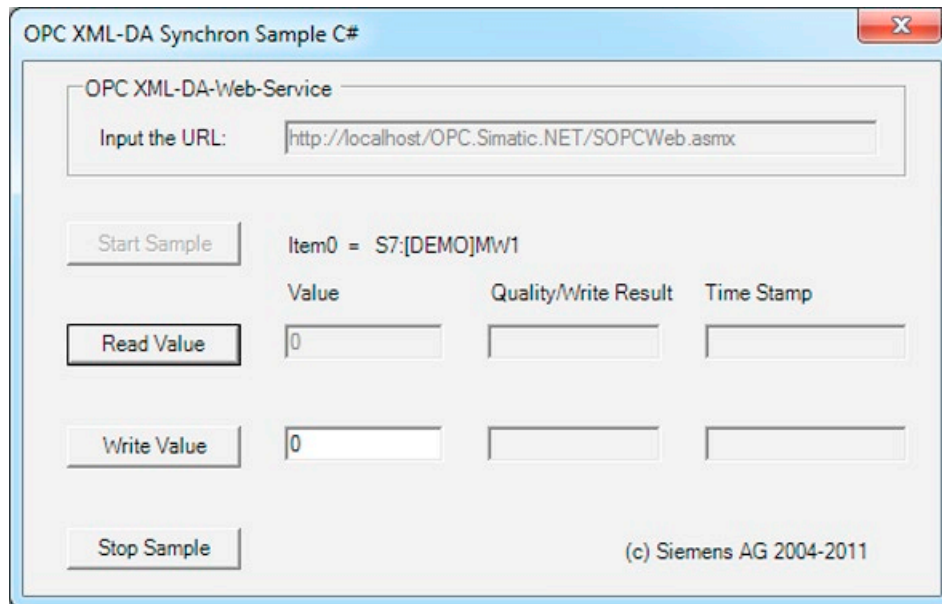 OPC XML-DA Synchron Sample C#
OPC XML-DA-Web-Service
Input the URL: http://localhost/OPC.Simatic.NET/SOPCWeb.asmx
Start Sample Item0 = S7:[DEMO]MW1
Value Quality/Write Result Time Stamp
Read Value 0
Write Value 0
Stop Sample (c) Siemens AG 2004-2011